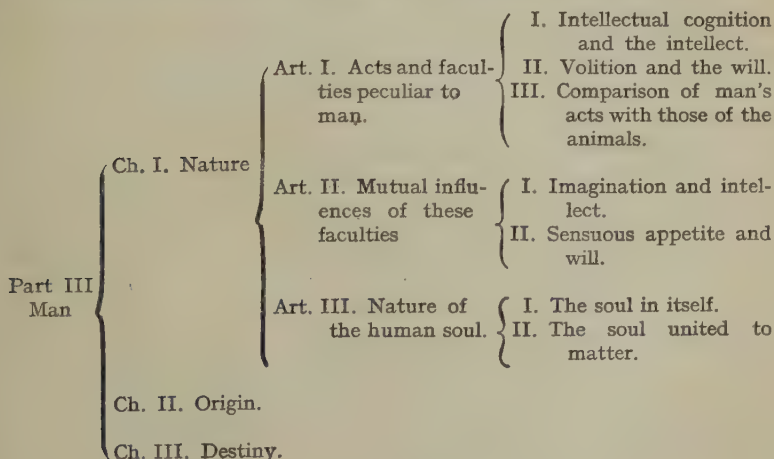 Part III
Man
Ch. I. Nature
Art. I. Acts and facul-
ties peculiar to
man.
I. Intellectual cognition
and the intellect.
II. Volition and the will.
III. Comparison of man's
acts with those of the
animals.
Art. II. Mutual influ-
ences of these
faculties
I. Imagination and intel-
lect.
II. Sensuous appetite and
will.
Art. III. Nature of
the human soul.
I. The soul in itself.
II. The soul united to
matter.
Ch. II. Origin.
Ch. III. Destiny.